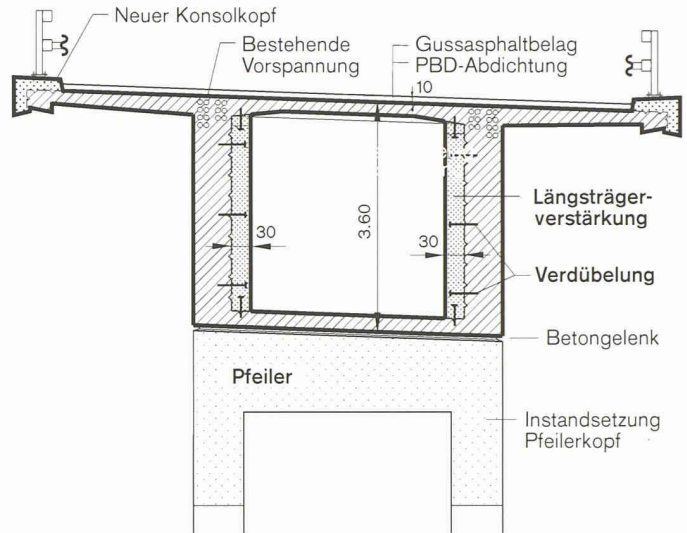 Neuer Konsolkopf
Bestehende
Vorspannung
Gussasphaltbelag
PBD-Abdichtung
10
3.60
30
30
Längsträger-
verstärkung
Verdübelung
Betongelenk
Pfeiler
Instandsetzung
Pfeilerkopf